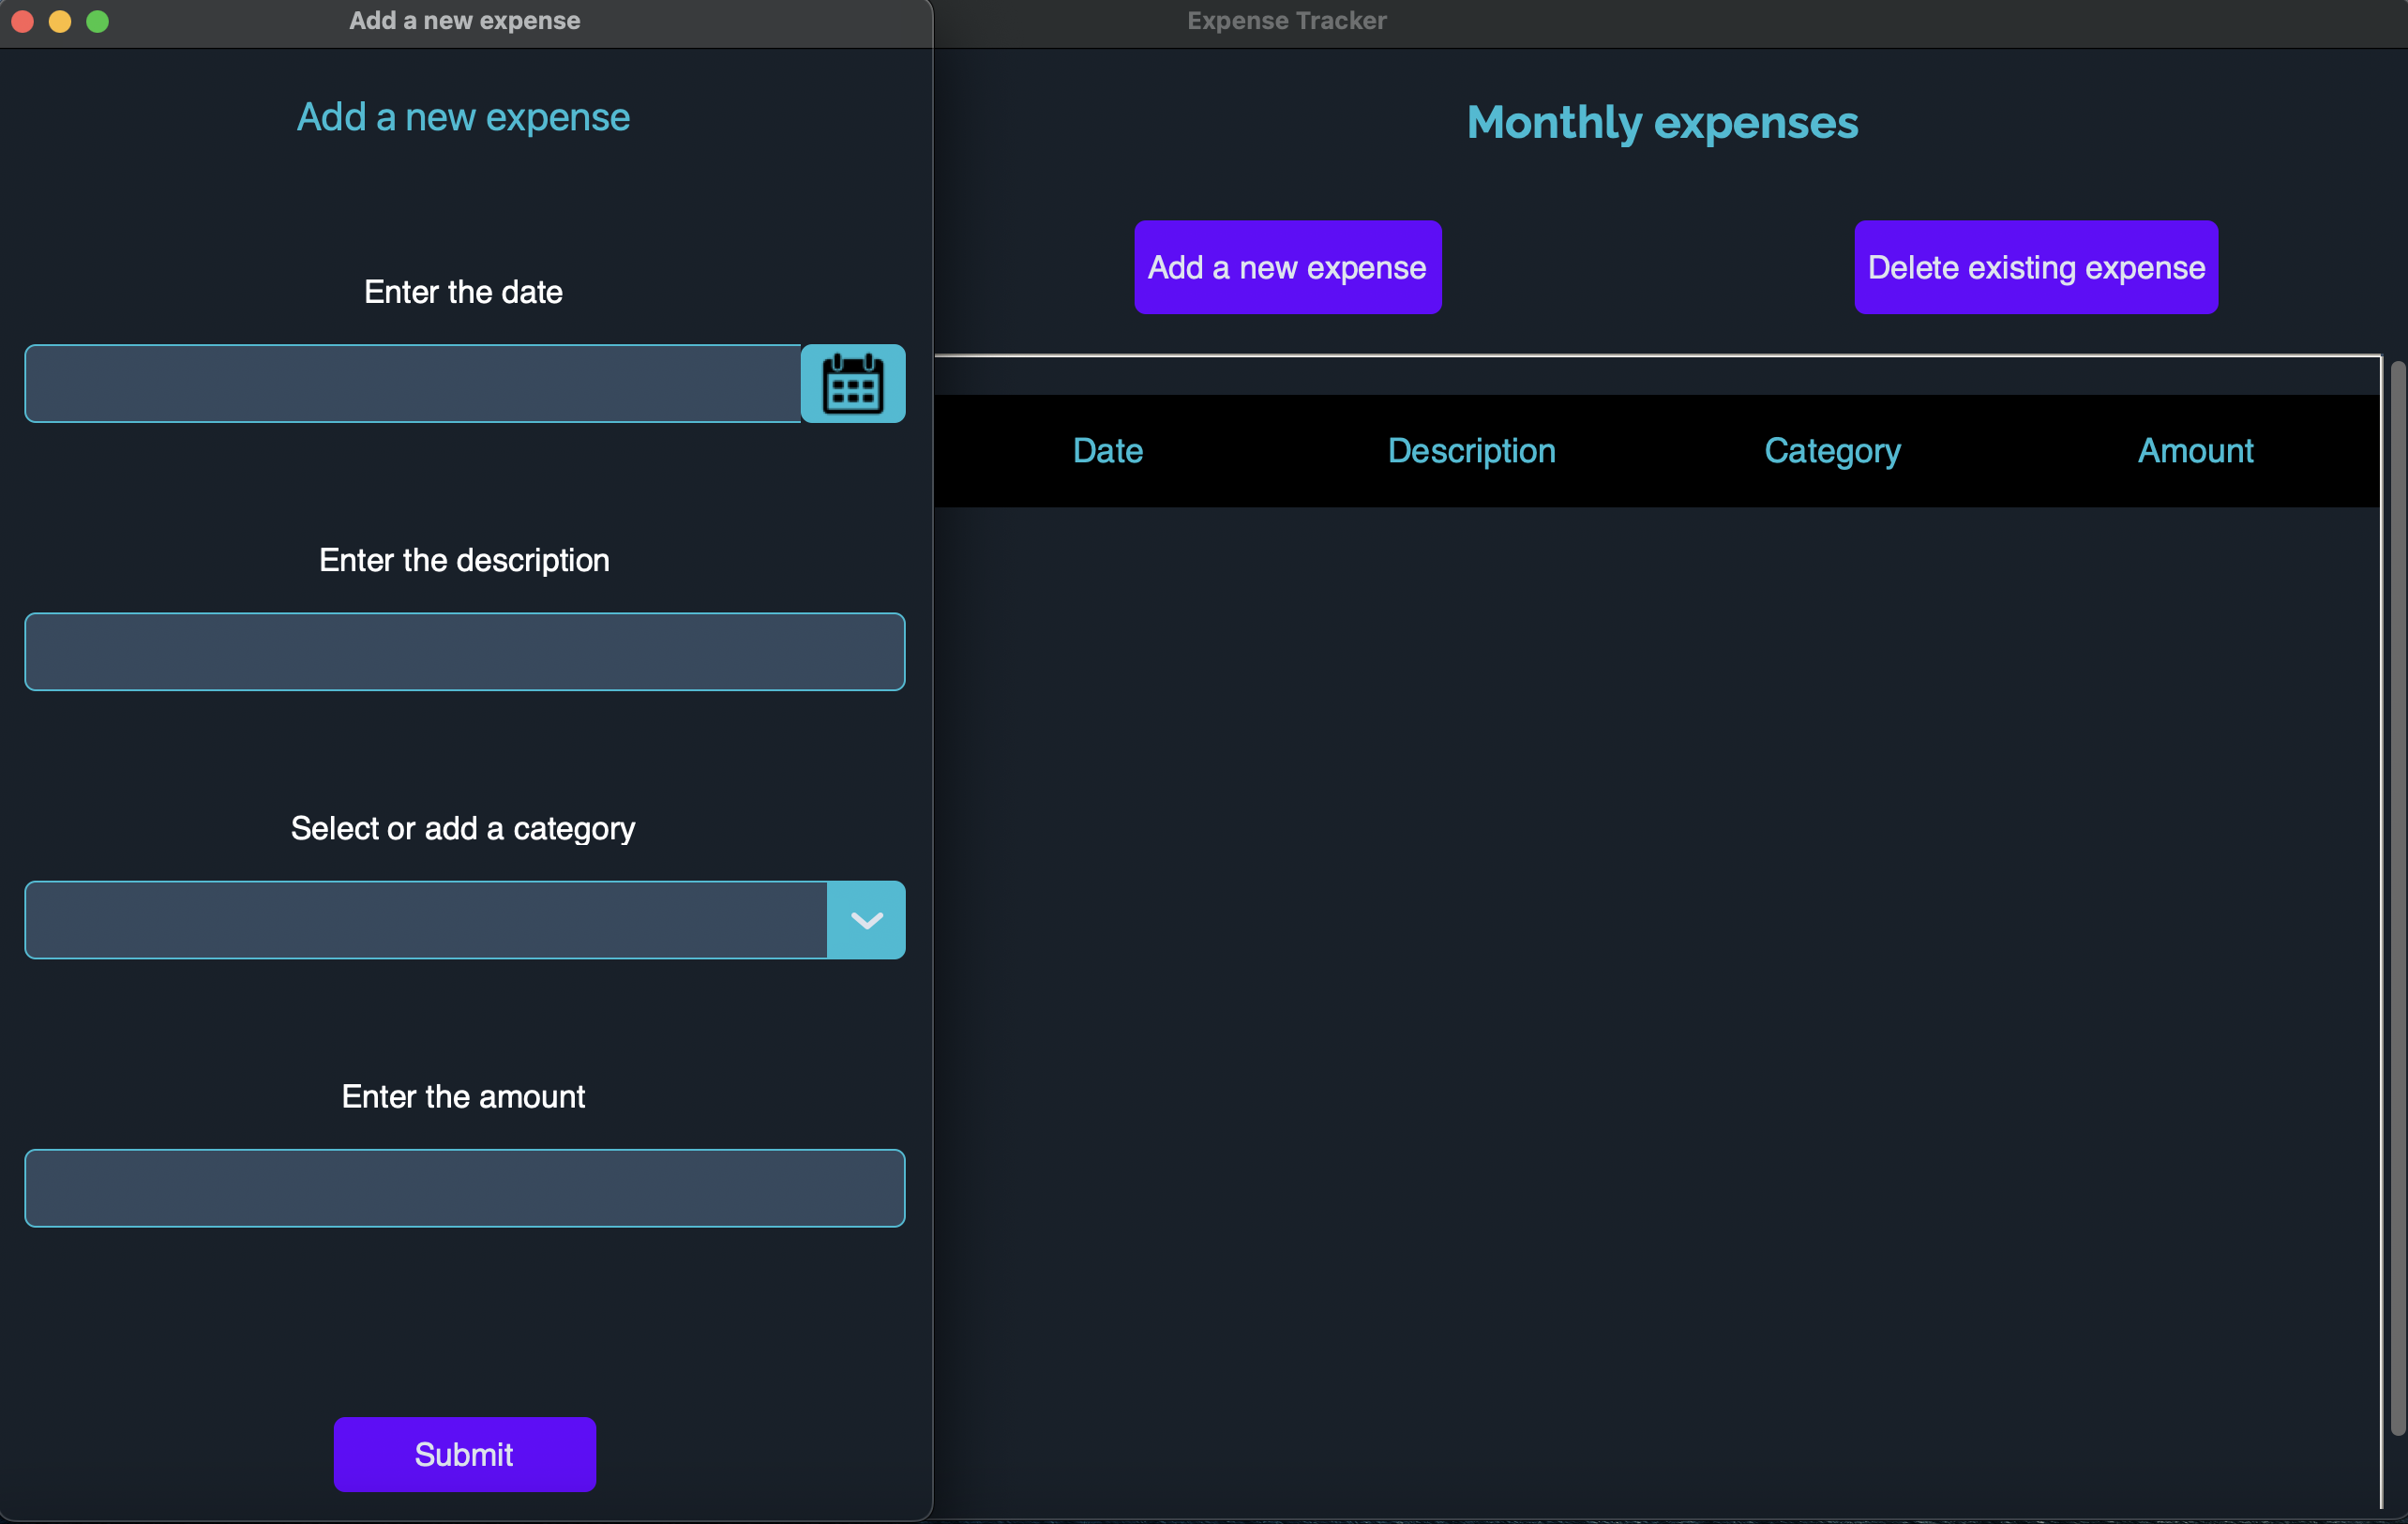 Add a new expense
Expense Tracker
Add a new expense
Enter the date
Enter the description
Select or add a category
Enter the amount
Submit
Monthly expenses
Add a new expense
Delete existing expense
Date
Description
Category
Amount